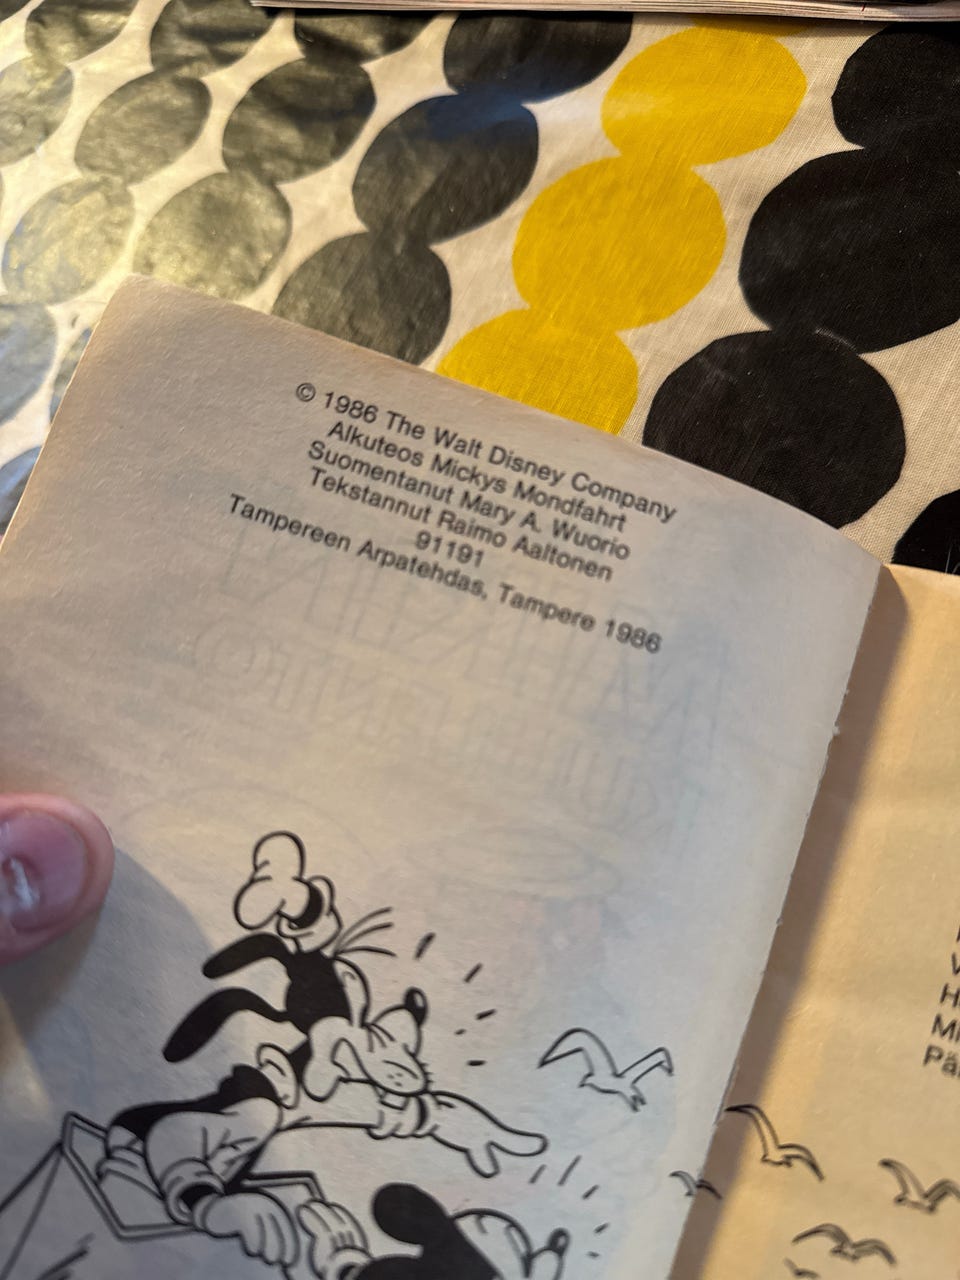 © 1986 The Walt Disney Company
Alkuteos Mickys Mondfahrt
Suomentanut Mary A. Wuorio
Tekstannut Raimo Aaltonen
91191
Tampereen Arpatehdas, Tampere 1986